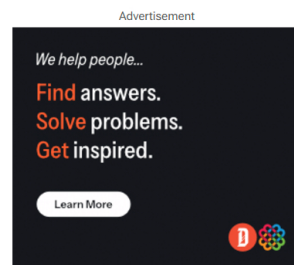 Advertisement
We help people...
Find answers.
Solve problems.
Get inspired.
Learn More
D